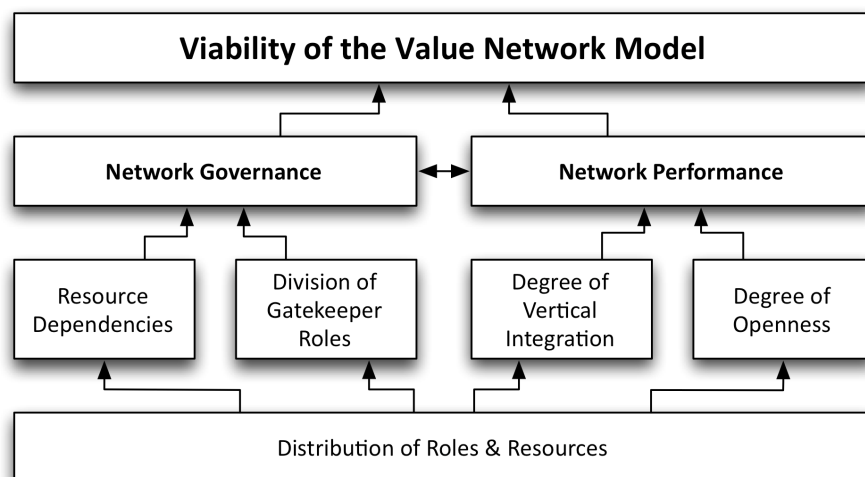 Viability of the Value Network Model
Network Governance
Network Performance
Resource
Dependencies
Division of
Gatekeeper
Roles
Degree of
Vertical
Integration
Degree of
Openness
Distribution of Roles & Resources